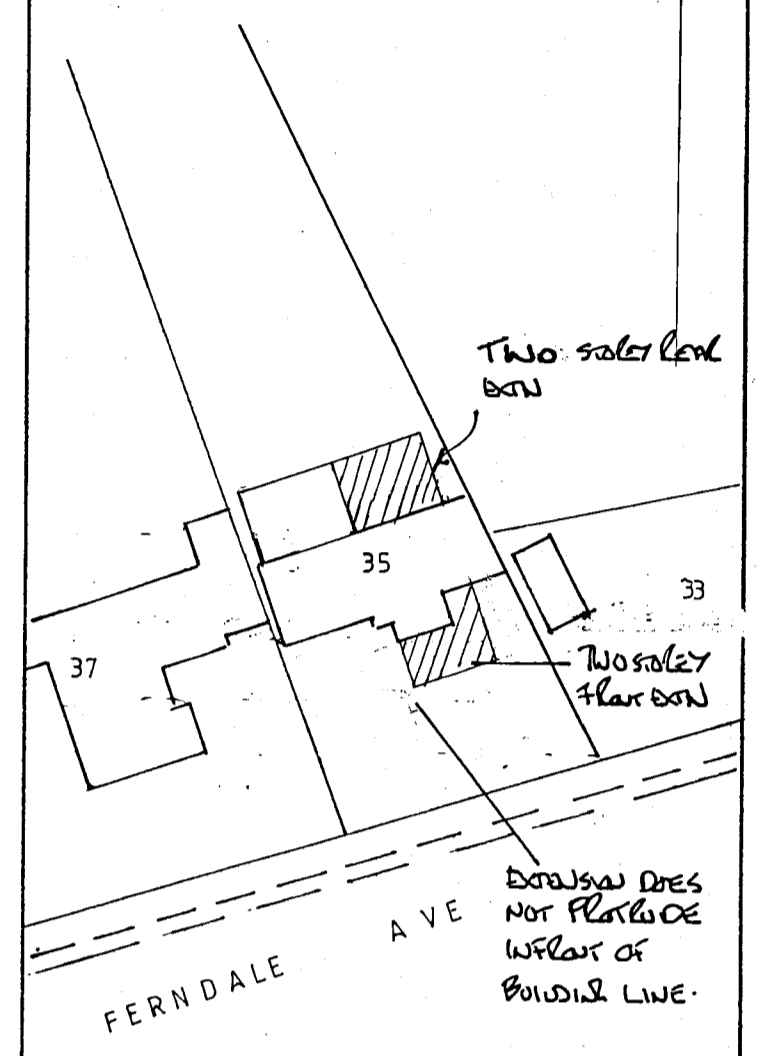 TWO STOREY REAR
EXTN
35
33
37
TWO STOREY
FRONT EXTN
EXTENSION DOES
NOT PROTRUDE
INFRONT OF
BUILDING LINE.
FERNDALE AVE